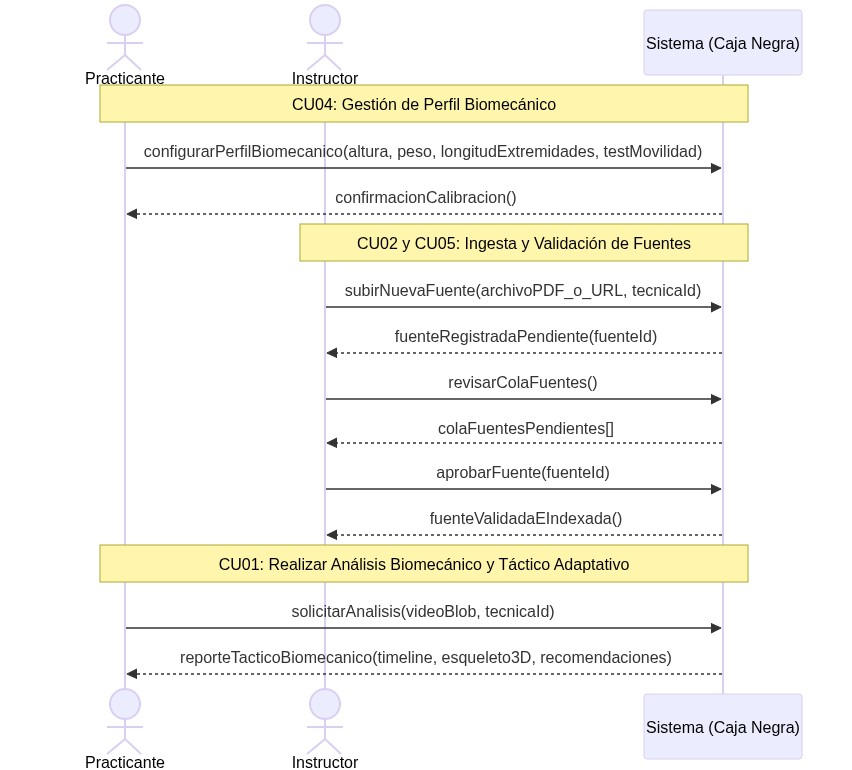 Practicante
Instructor
Sistema (Caja Negra)
CU04: Gestión de Perfil Biomecánico
configurarPerfilBiomecanico(altura, peso, longitudExtremidades, testMovilidad)
confirmacionCalibracion()
CU02 y CU05: Ingesta y Validación de Fuentes
subirNuevaFuente(archivoPDF_o_URL, tecnicaId)
fuenteRegistradaPendiente(fuenteId)
revisarColaFuentes()
colaFuentesPendientes[]
aprobarFuente(fuenteId)
fuenteValidadaEIndexada()
CU01: Realizar Análisis Biomecánico y Táctico Adaptativo
solicitarAnalisis(videoBlob, tecnicaId)
reporteTacticoBiomecanico(timeline, esqueleto3D, recomendaciones)
Practicante
Instructor
Sistema (Caja Negra)